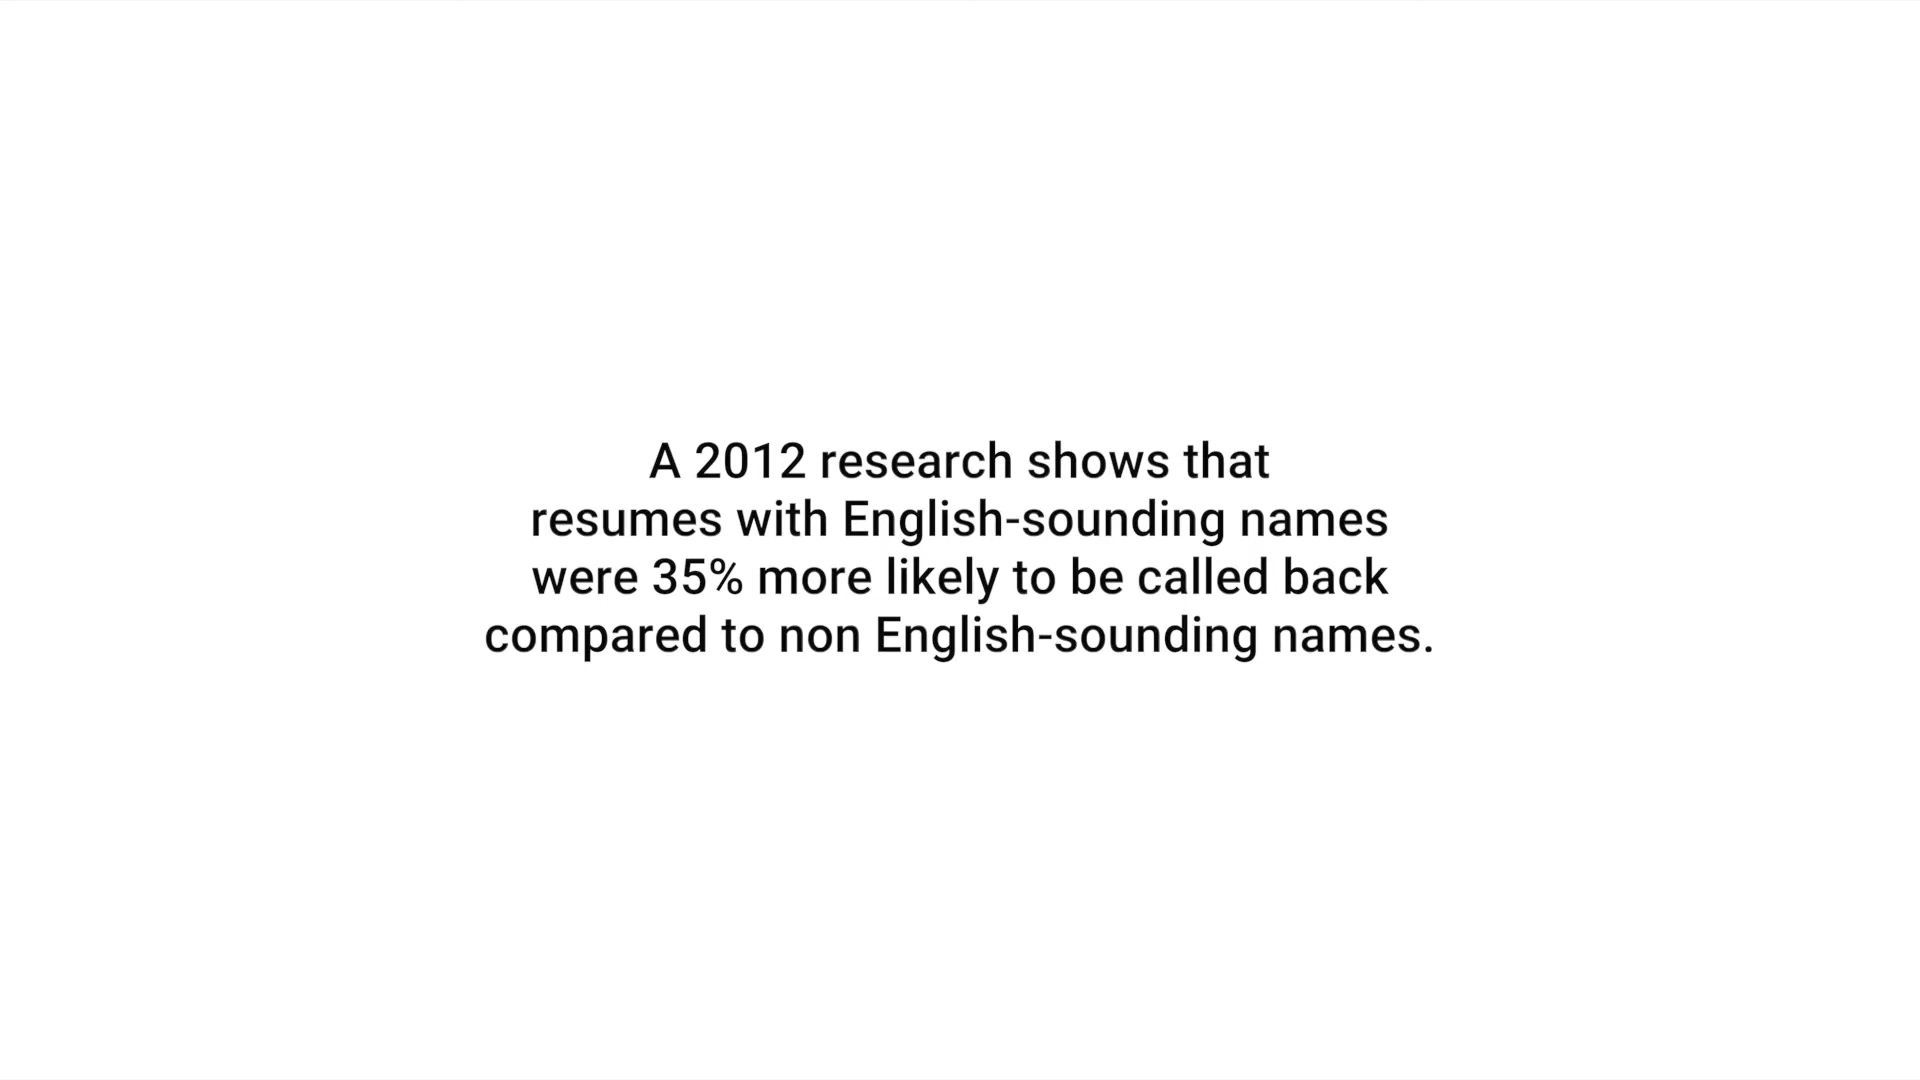 A 2012 research shows that
resumes with English-sounding names
were 35% more likely to be called back
compared to non English-sounding names.